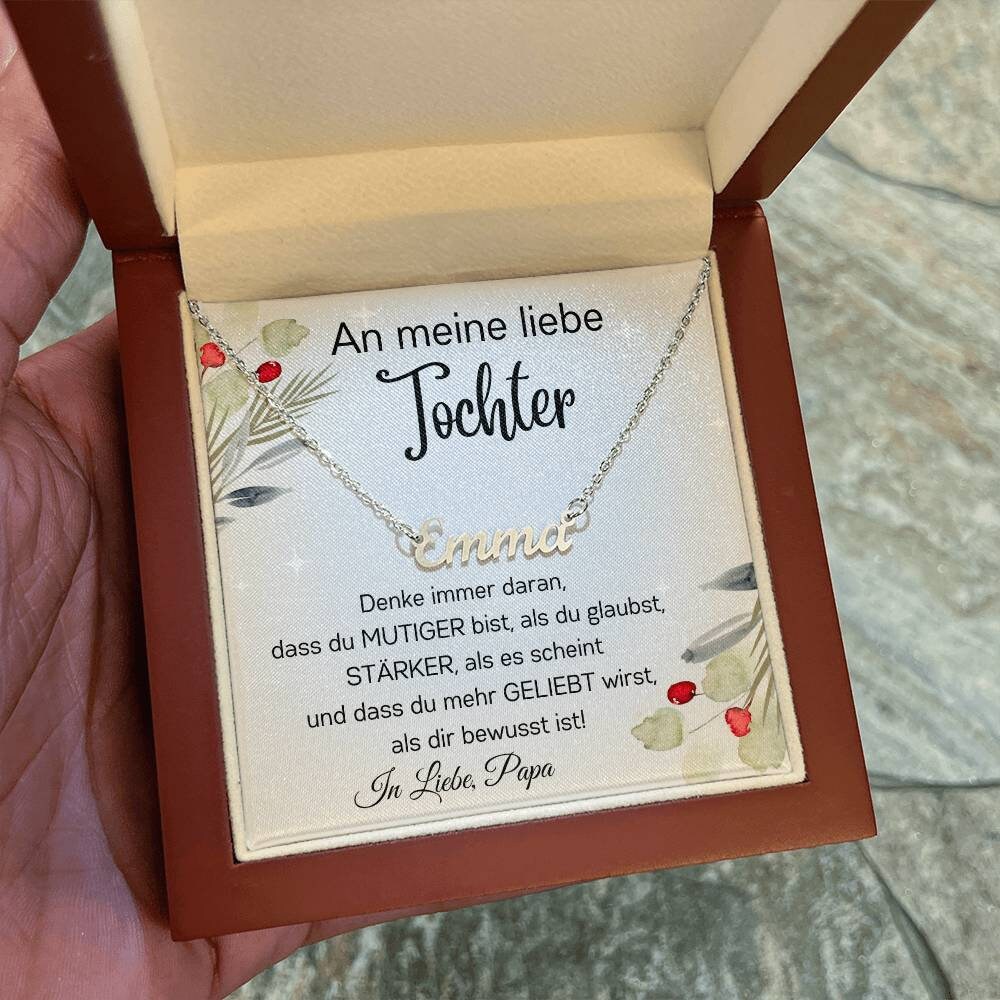 An meine liebe
Tochter
Emma
Denke immer daran,
dass du MUTIGER bist, als du glaubst,
STÄRKER, als es scheint
und dass du mehr GELIEBT wirst,
als dir bewusst ist!
In Liebe, Papa